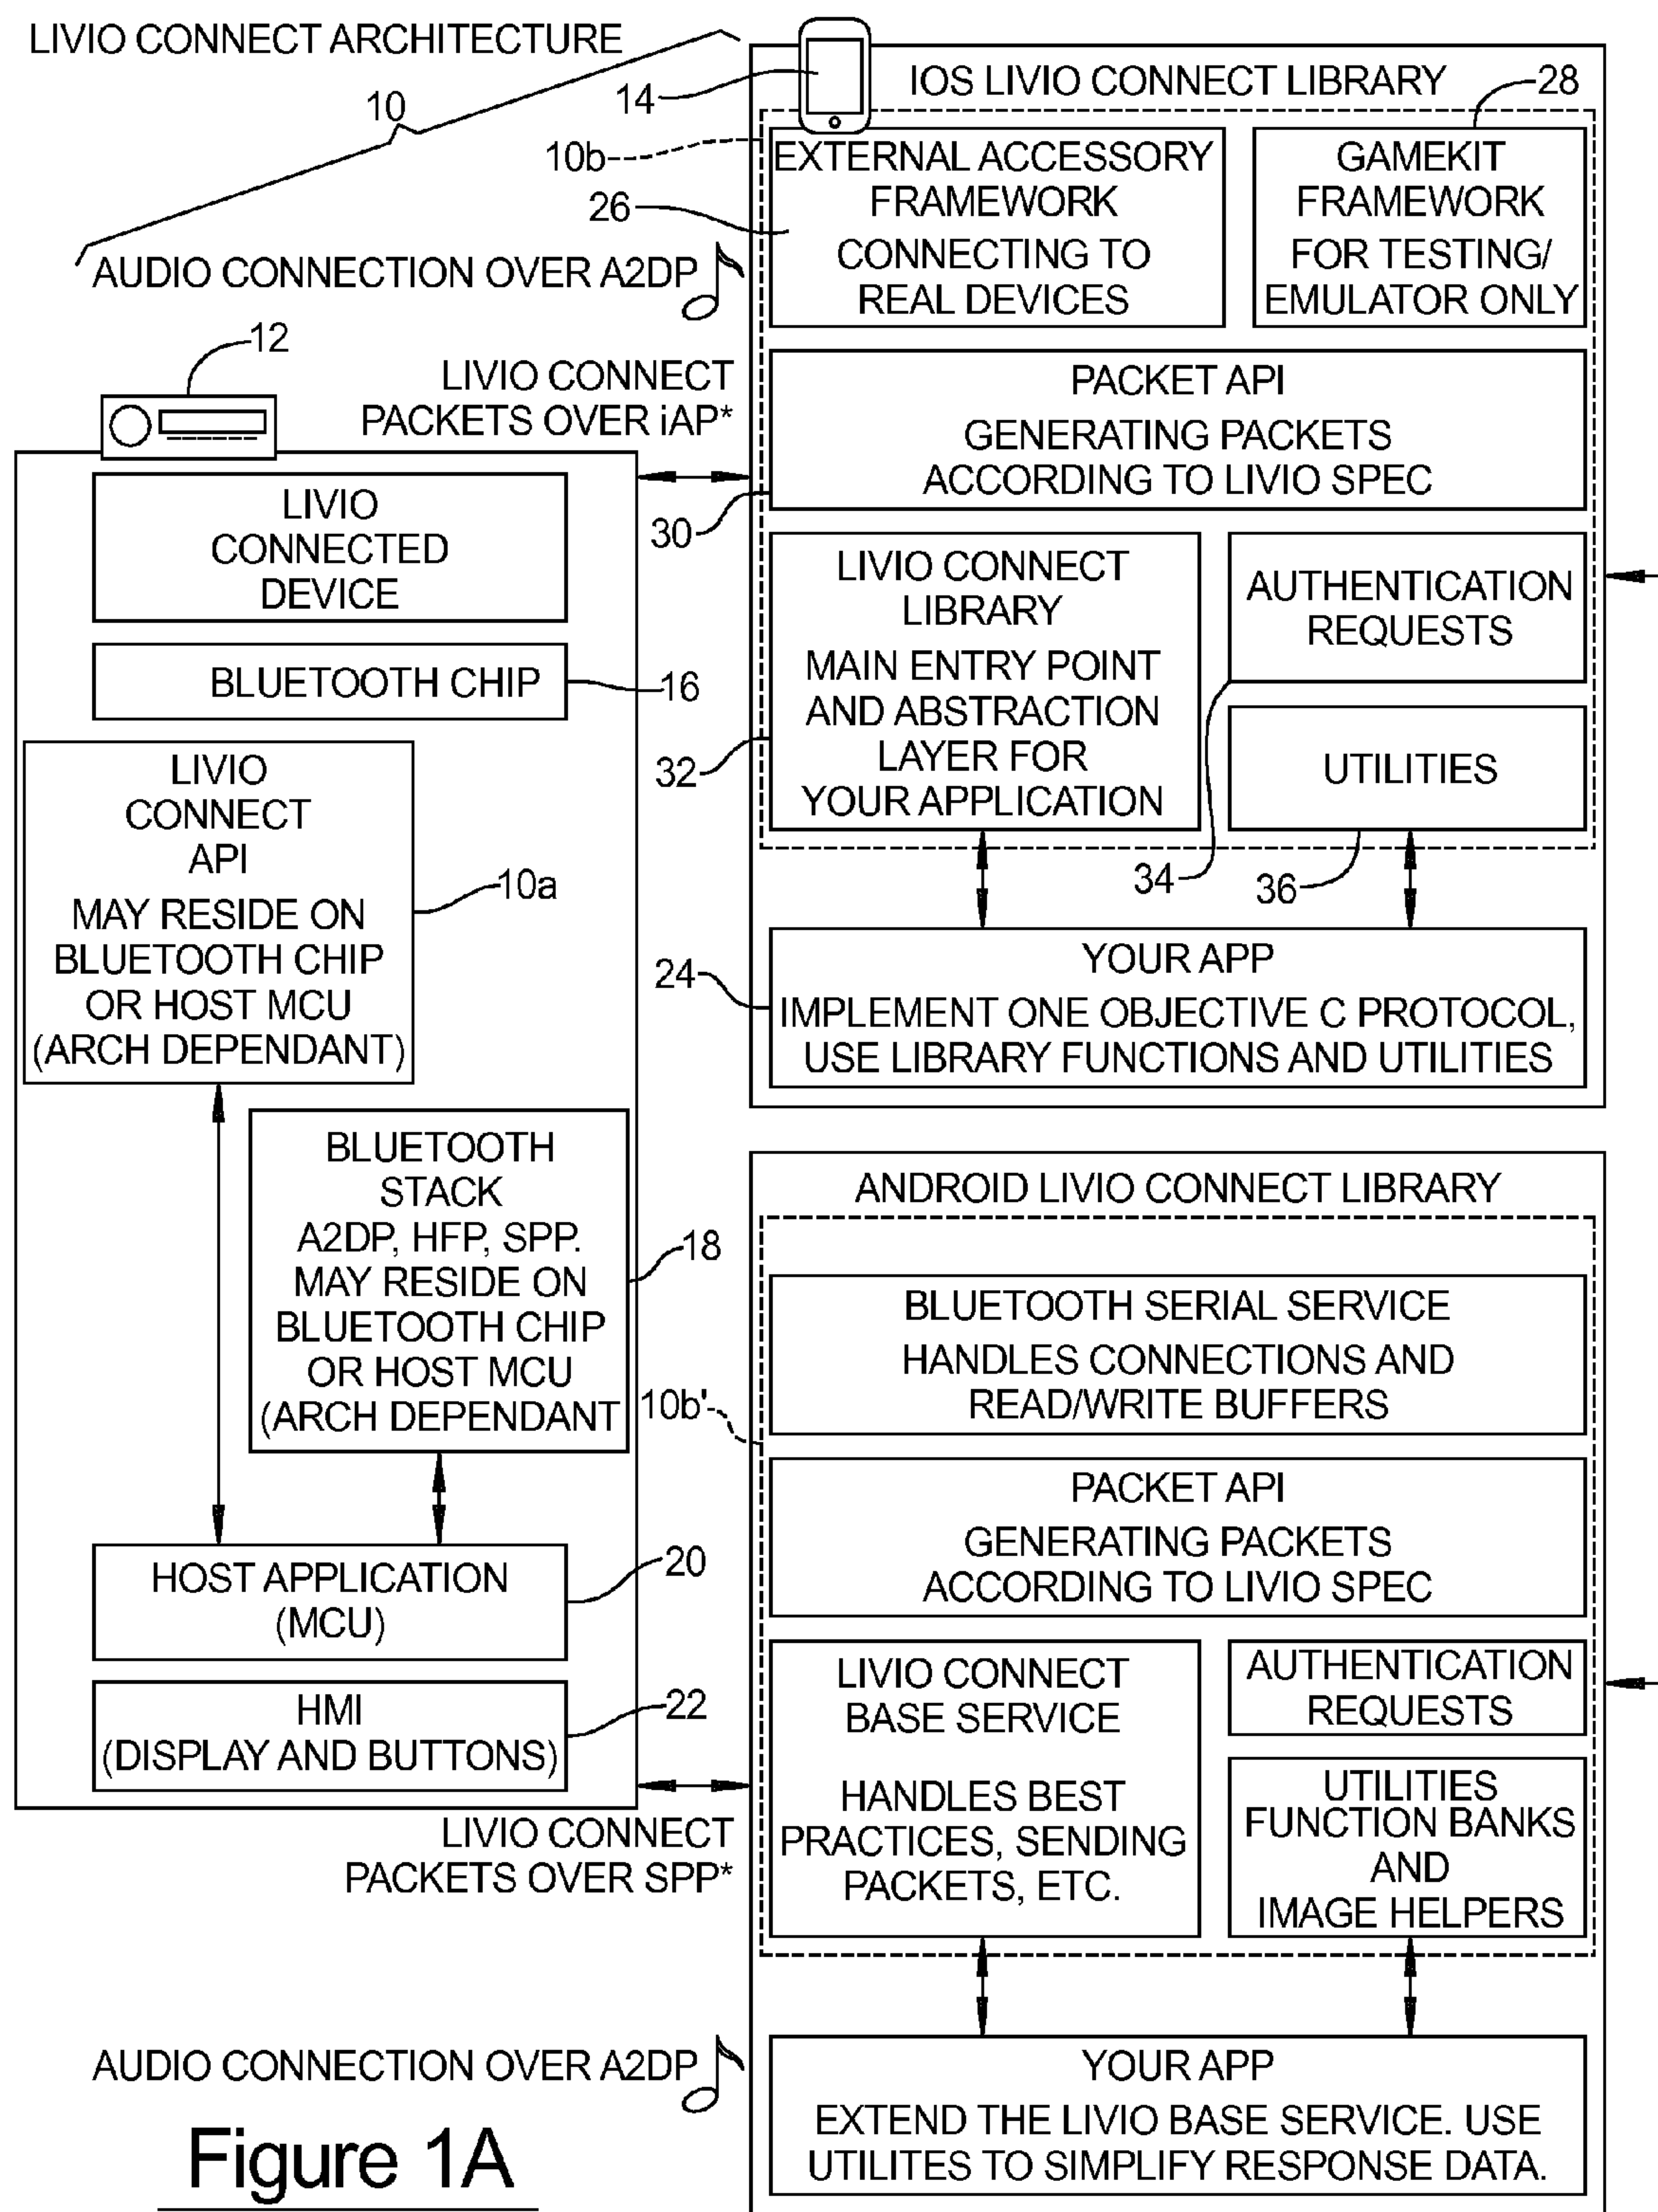 LIVIO CONNECT ARCHITECTURE
10
14
10b
26
AUDIO CONNECTION OVER A2DP
12
LIVIO CONNECT
PACKETS OVER iAP*
LIVIO
CONNECTED
DEVICE
BLUETOOTH CHIP
16
LIVIO
CONNECT
API
MAY RESIDE ON
BLUETOOTH CHIP
OR HOST MCU
(ARCH DEPENDANT)
10a
BLUETOOTH
STACK
A2DP, HFP, SPP.
MAY RESIDE ON
BLUETOOTH CHIP
OR HOST MCU
(ARCH DEPENDANT
18
HOST APPLICATION
(MCU)
20
HMI
(DISPLAY AND BUTTONS)
22
LIVIO CONNECT
PACKETS OVER SPP*
AUDIO CONNECTION OVER A2DP
IOS LIVIO CONNECT LIBRARY
28
EXTERNAL ACCESSORY
FRAMEWORK
CONNECTING TO
REAL DEVICES
GAMEKIT
FRAMEWORK
FOR TESTING/
EMULATOR ONLY
PACKET API
GENERATING PACKETS
ACCORDING TO LIVIO SPEC
30
LIVIO CONNECT
LIBRARY
MAIN ENTRY POINT
AND ABSTRACTION
LAYER FOR
YOUR APPLICATION
32
AUTHENTICATION
REQUESTS
UTILITIES
34
36
24
YOUR APP
IMPLEMENT ONE OBJECTIVE C PROTOCOL,
USE LIBRARY FUNCTIONS AND UTILITIES
ANDROID LIVIO CONNECT LIBRARY
10b'
BLUETOOTH SERIAL SERVICE
HANDLES CONNECTIONS AND
READ/WRITE BUFFERS
PACKET API
GENERATING PACKETS
ACCORDING TO LIVIO SPEC
LIVIO CONNECT
BASE SERVICE
HANDLES BEST
PRACTICES, SENDING
PACKETS, ETC.
AUTHENTICATION
REQUESTS
UTILITIES
FUNCTION BANKS
AND
IMAGE HELPERS
YOUR APP
EXTEND THE LIVIO BASE SERVICE. USE
UTILITES TO SIMPLIFY RESPONSE DATA.
Figure 1A